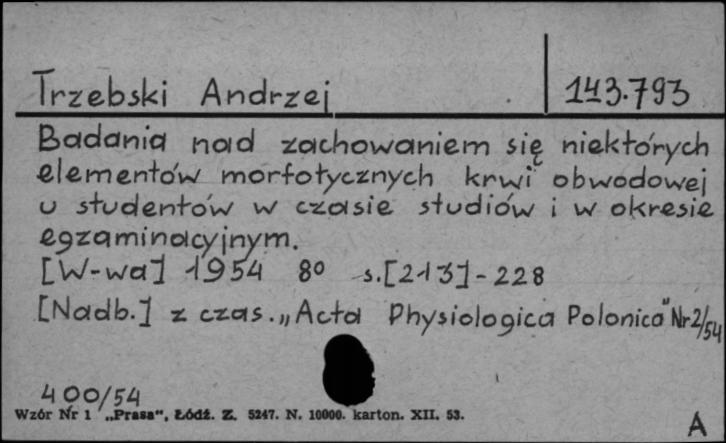 Trzebski Andrzej 143.793
Badania nad zachowaniem się niektórych
elementów morfotycznych krwi obwodowej
u studentów w czasie studiów i w okresie
egzaminacyjnym.
[W-wa] 1954 8° s.[213]-228
[Nadb.] z czas. „Acta Physiologica Polonica" Nr 2/54
400/54
Wzór Nr 1 „Prasa", Łódź. Z. 5247. N. 10000. karton. XII. 53.
A